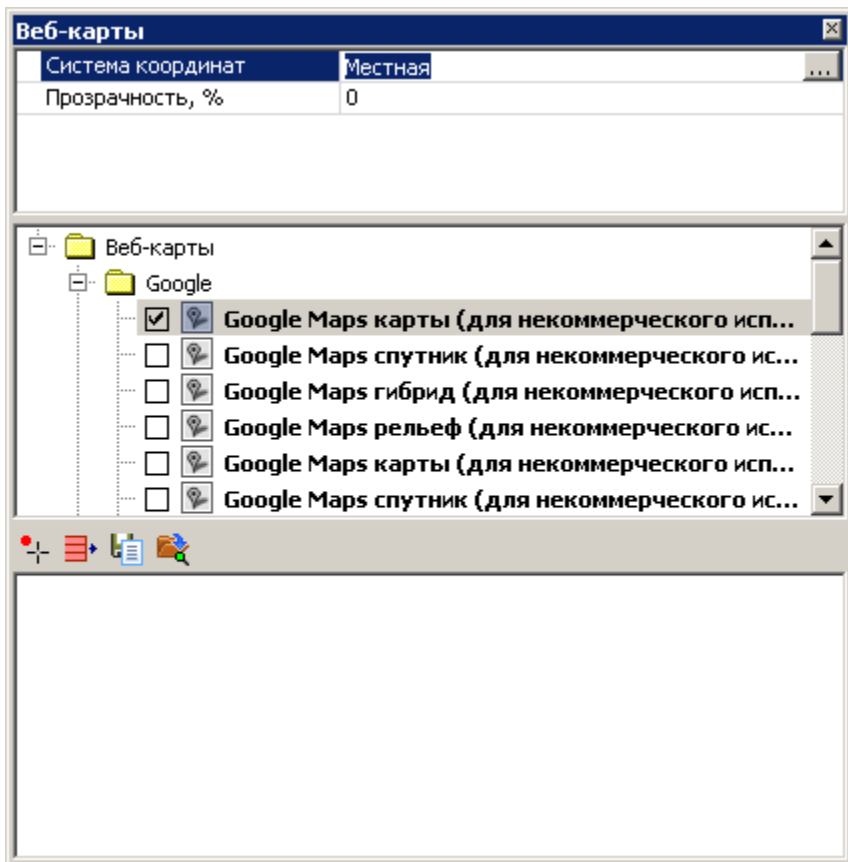 Веб-карты
Система координат Местная ...
Прозрачность, % 0
Веб-карты
Google
Google Maps карты (для некоммерческого исп...
Google Maps спутник (для некоммерческого ис...
Google Maps гибрид (для некоммерческого исп...
Google Maps рельеф (для некоммерческого ис...
Google Maps карты (для некоммерческого исп...
Google Maps спутник (для некоммерческого ис...